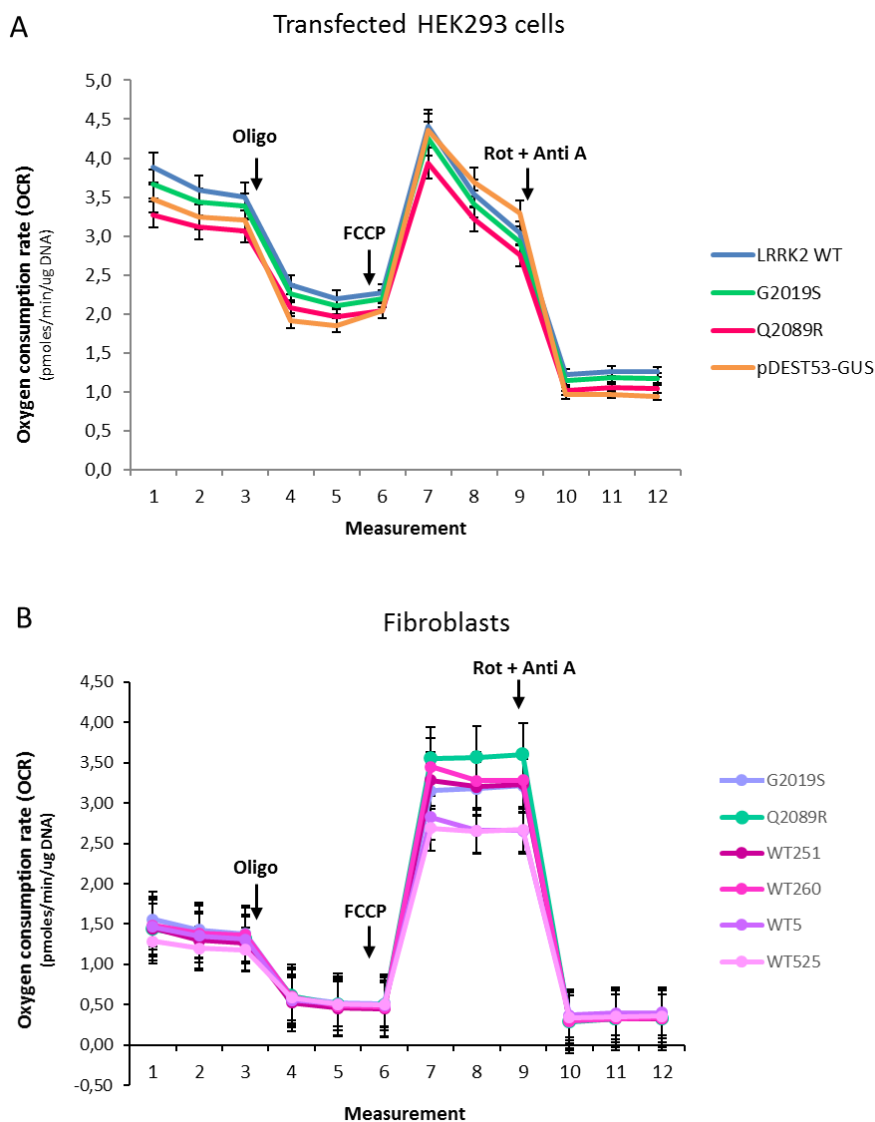 A
Transfected HEK293 cells
Oxygen consumption rate (OCR)
(pmoles/min/ug DNA)
5,0
4,5
4,0
3,5
3,0
2,5
2,0
1,5
1,0
0,5
0,0
Oligo
FCCP
Rot + Anti A
1 2 3 4 5 6 7 8 9 10 11 12
Measurement
LRRK2 WT
G2019S
Q2089R
pDEST53-GUS
B
Fibroblasts
Oxygen consumption rate (OCR)
(pmoles/min/ug DNA)
4,50
4,00
3,50
3,00
2,50
2,00
1,50
1,00
0,50
0,00
-0,50
Oligo
FCCP
Rot + Anti A
1 2 3 4 5 6 7 8 9 10 11 12
Measurement
G2019S
Q2089R
WT251
WT260
WT5
WT525